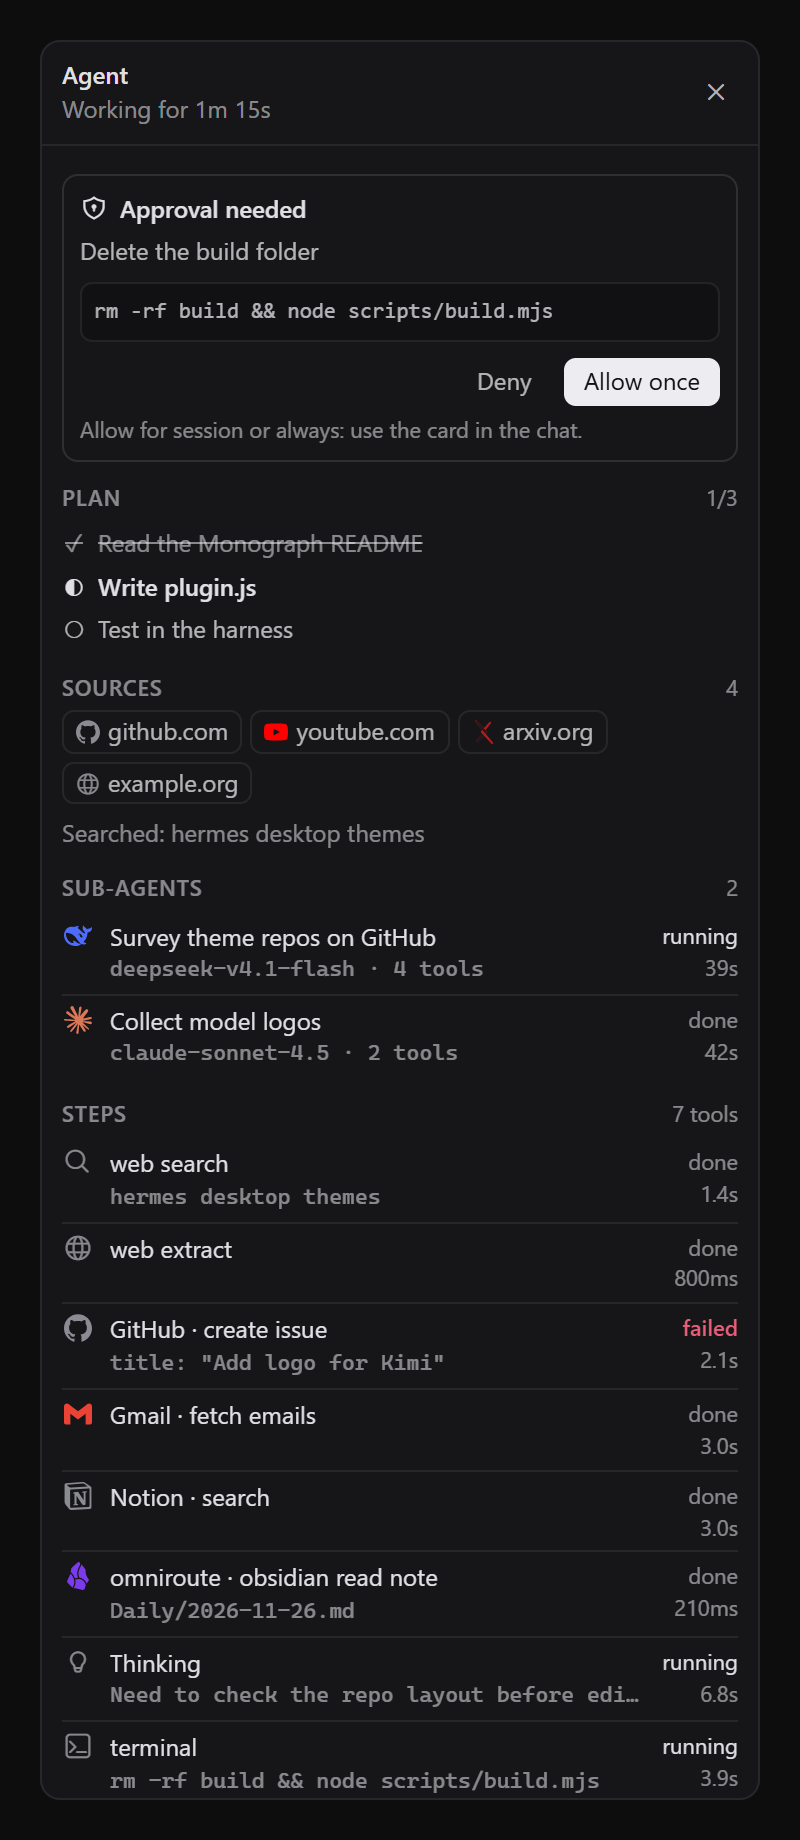 Agent
Working for 1m 15s
Approval needed
Delete the build folder
rm -rf build && node scripts/build.mjs
Deny
Allow once
Allow for session or always: use the card in the chat.
PLAN 1/3
Read the Monograph README
Write plugin.js
Test in the harness
SOURCES 4
github.com youtube.com arxiv.org
example.org
Searched: hermes desktop themes
SUB-AGENTS 2
Survey theme repos on GitHub running
deepseek-v4.1-flash · 4 tools 39s
Collect model logos done
claude-sonnet-4.5 · 2 tools 42s
STEPS 7 tools
web search done
hermes desktop themes 1.4s
web extract done
800ms
GitHub · create issue failed
title: "Add logo for Kimi" 2.1s
Gmail · fetch emails done
3.0s
Notion · search done
3.0s
omniroute · obsidian read note done
Daily/2026-11-26.md 210ms
Thinking running
Need to check the repo layout before edi… 6.8s
terminal running
rm -rf build && node scripts/build.mjs 3.9s